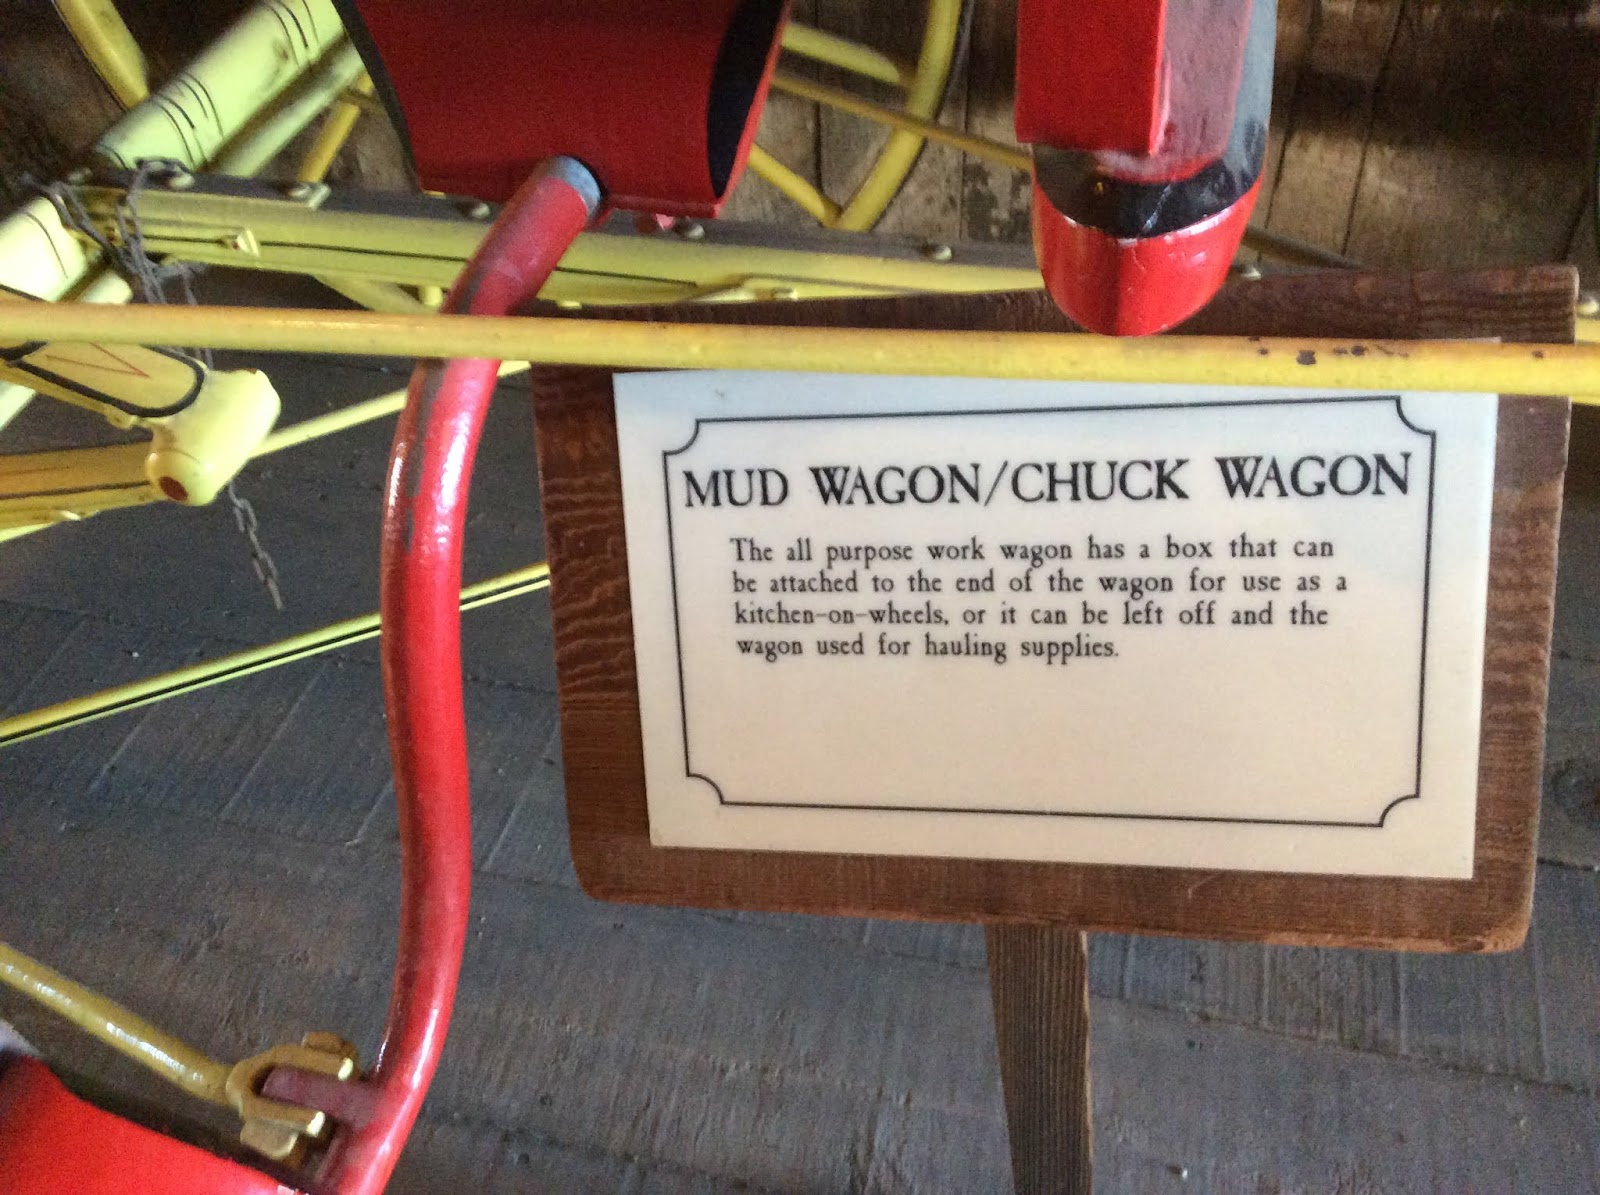 MUD WAGON/CHUCK WAGON
The all purpose work wagon has a box that can
be attached to the end of the wagon for use as a
kitchen-on-wheels, or it can be left off and the
wagon used for hauling supplies.